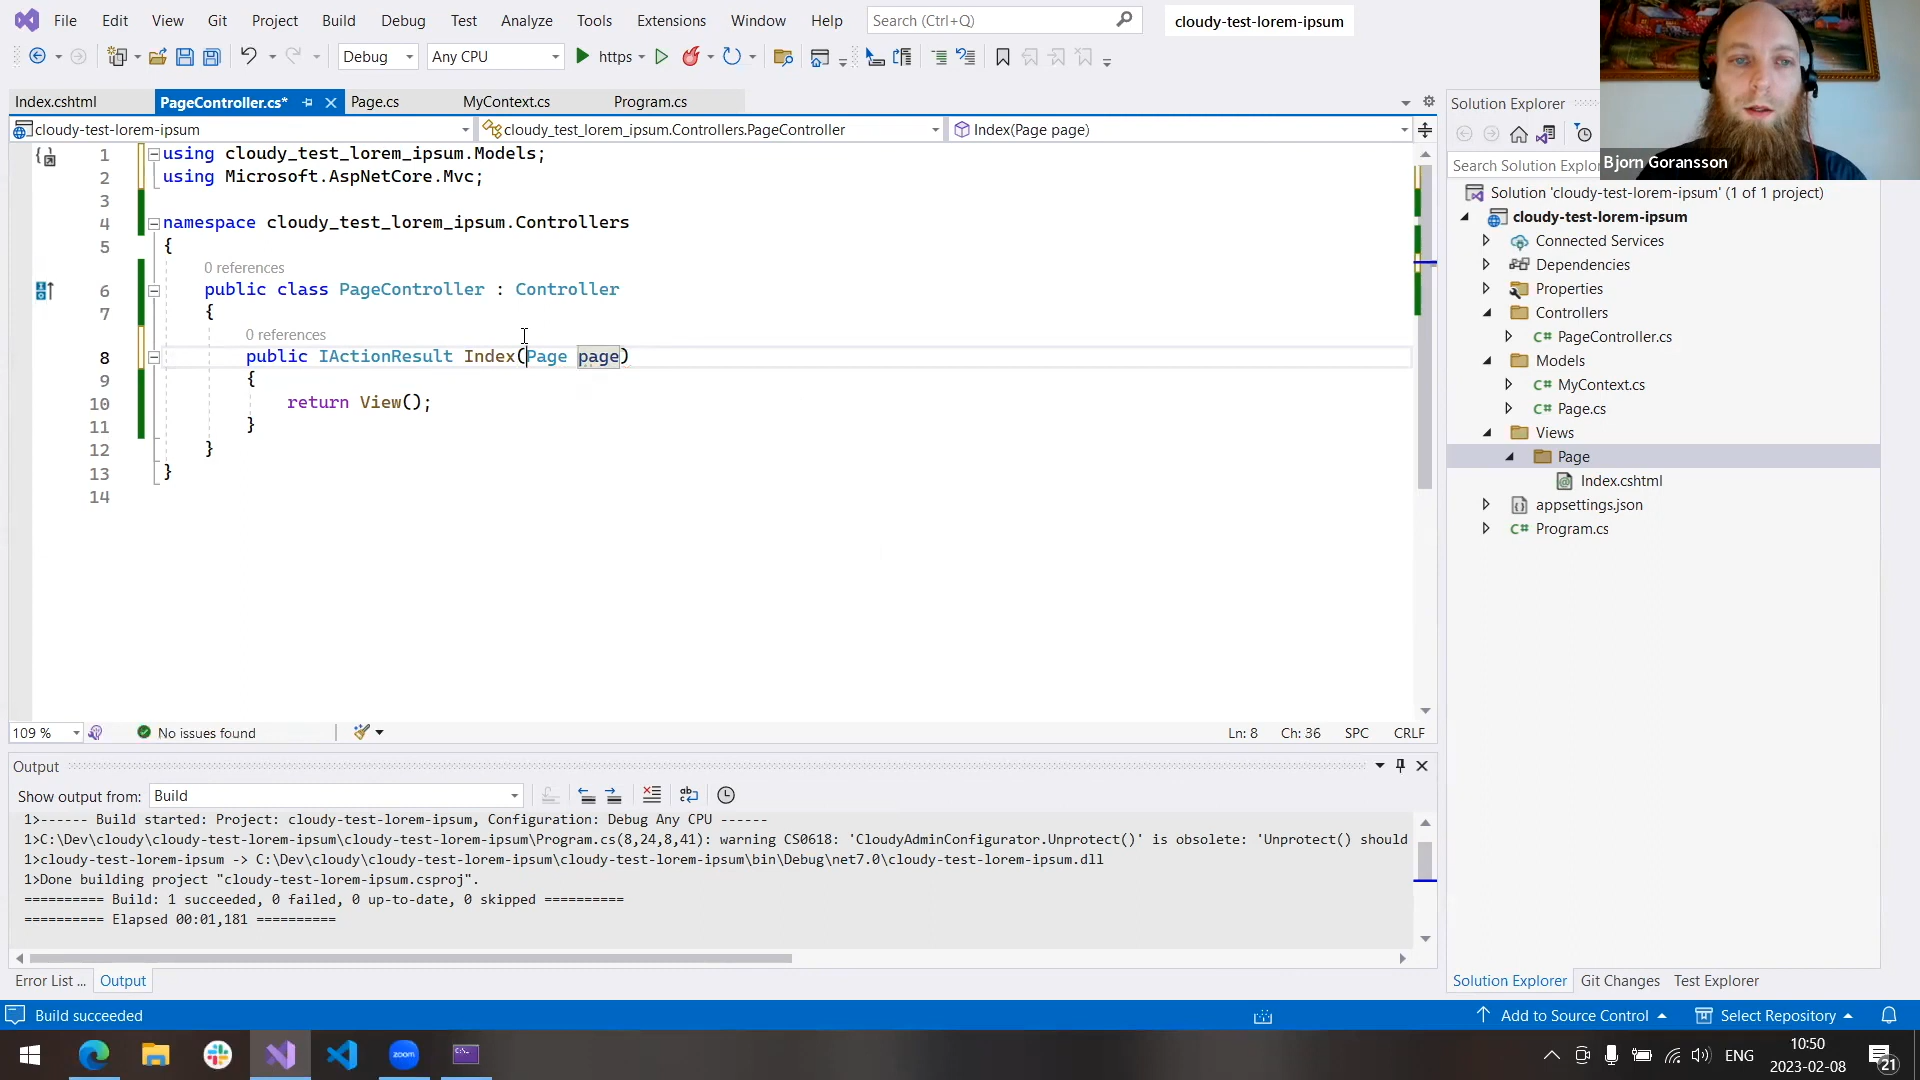 File Edit View Git Project Build Debug Test Analyze Tools Extensions Window Help Search (Ctrl+Q) cloudy-test-lorem-ipsum
Debug Any CPU https
Index.cshtml PageController.cs* Page.cs MyContext.cs Program.cs
cloudy-test-lorem-ipsum cloudy_test_lorem_ipsum.Controllers.PageController Index(Page page)
1 using cloudy_test_lorem_ipsum.Models;
2 using Microsoft.AspNetCore.Mvc;
3
4 namespace cloudy_test_lorem_ipsum.Controllers
5 {
0 references
6 public class PageController : Controller
7 {
0 references
8 public IActionResult Index(Page page)
9 {
10 return View();
11 }
12 }
13 }
14
109 % No issues found Ln: 8 Ch: 36 SPC CRLF
Output
Show output from: Build
1>------ Build started: Project: cloudy-test-lorem-ipsum, Configuration: Debug Any CPU ------
1>C:\Dev\cloudy\cloudy-test-lorem-ipsum\cloudy-test-lorem-ipsum\Program.cs(8,24,8,41): warning CS0618: 'CloudyAdminConfigurator.Unprotect()' is obsolete: 'Unprotect() should
1>cloudy-test-lorem-ipsum -> C:\Dev\cloudy\cloudy-test-lorem-ipsum\cloudy-test-lorem-ipsum\bin\Debug\net7.0\cloudy-test-lorem-ipsum.dll
1>Done building project "cloudy-test-lorem-ipsum.csproj".
========== Build: 1 succeeded, 0 failed, 0 up-to-date, 0 skipped ==========
========== Elapsed 00:01,181 ==========
Error List ... Output
Solution Explorer
Search Solution Explo
Bjorn Goransson
Solution 'cloudy-test-lorem-ipsum' (1 of 1 project)
cloudy-test-lorem-ipsum
Connected Services
Dependencies
Properties
Controllers
C# PageController.cs
Models
C# MyContext.cs
C# Page.cs
Views
Page
Index.cshtml
appsettings.json
C# Program.cs
Solution Explorer Git Changes Test Explorer
Build succeeded Add to Source Control Select Repository
zoom ENG 10:50
2023-02-08
21